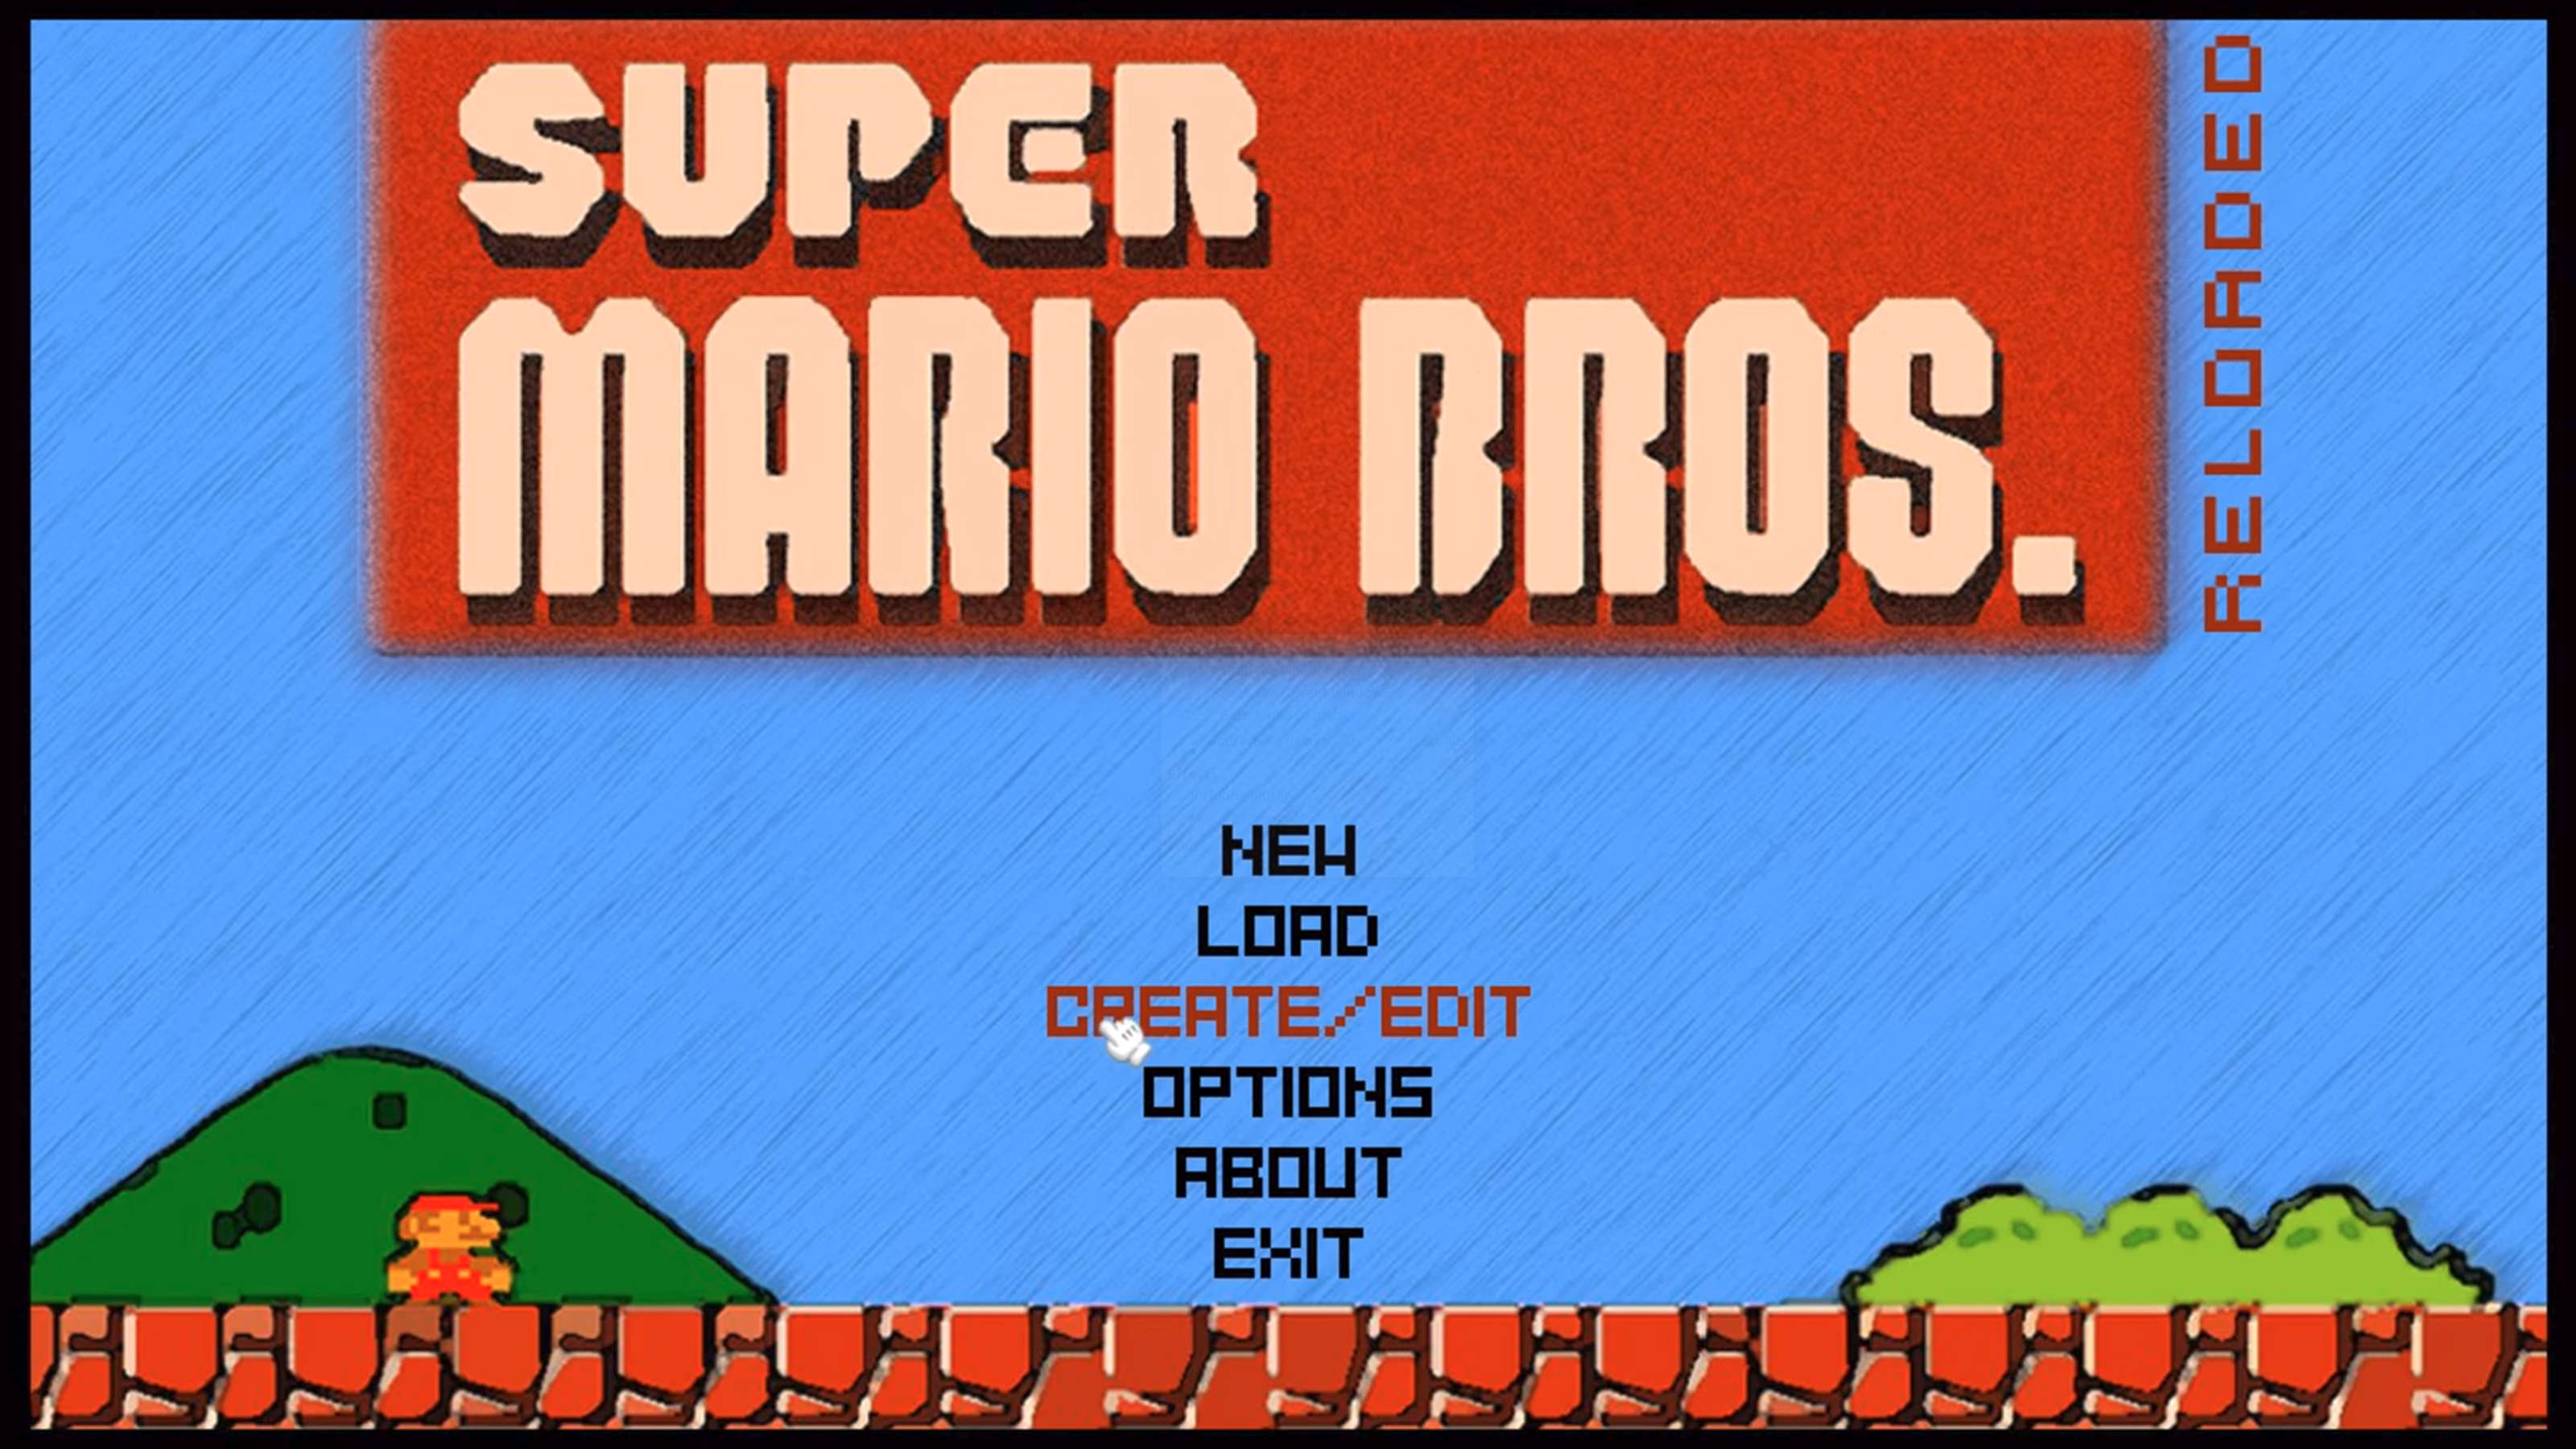 SUPER
MARIO BROS.
RELOADED
NEW
LOAD
CREATE/EDIT
OPTIONS
ABOUT
EXIT